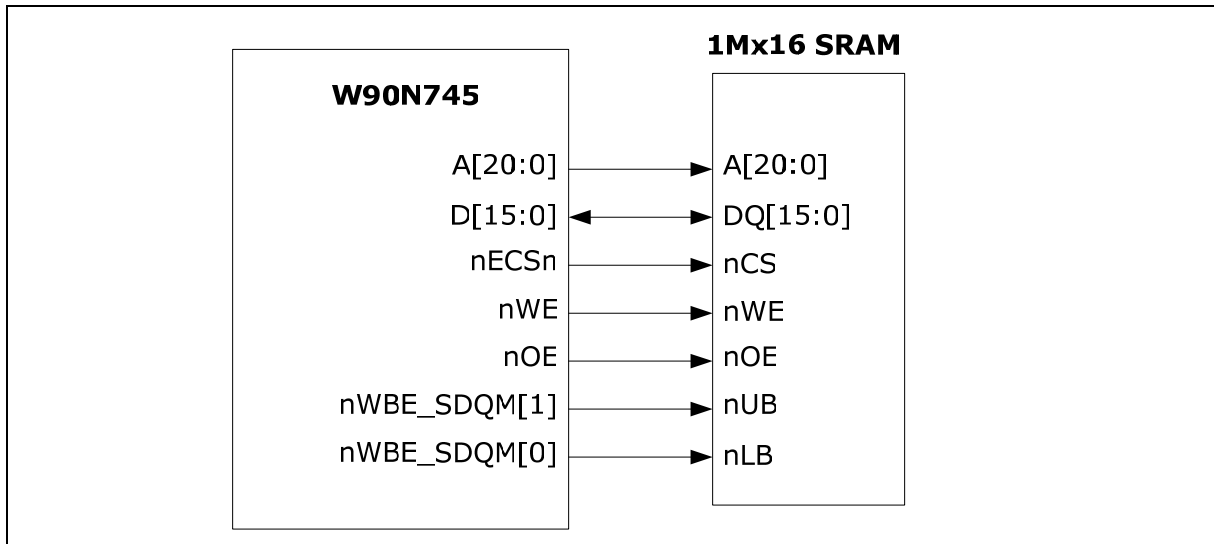 1Mx16 SRAM
W90N745
A[20:0] A[20:0]
D[15:0] DQ[15:0]
nECSn nCS
nWE nWE
nOE nOE
nWBE_SDQM[1] nUB
nWBE_SDQM[0] nLB